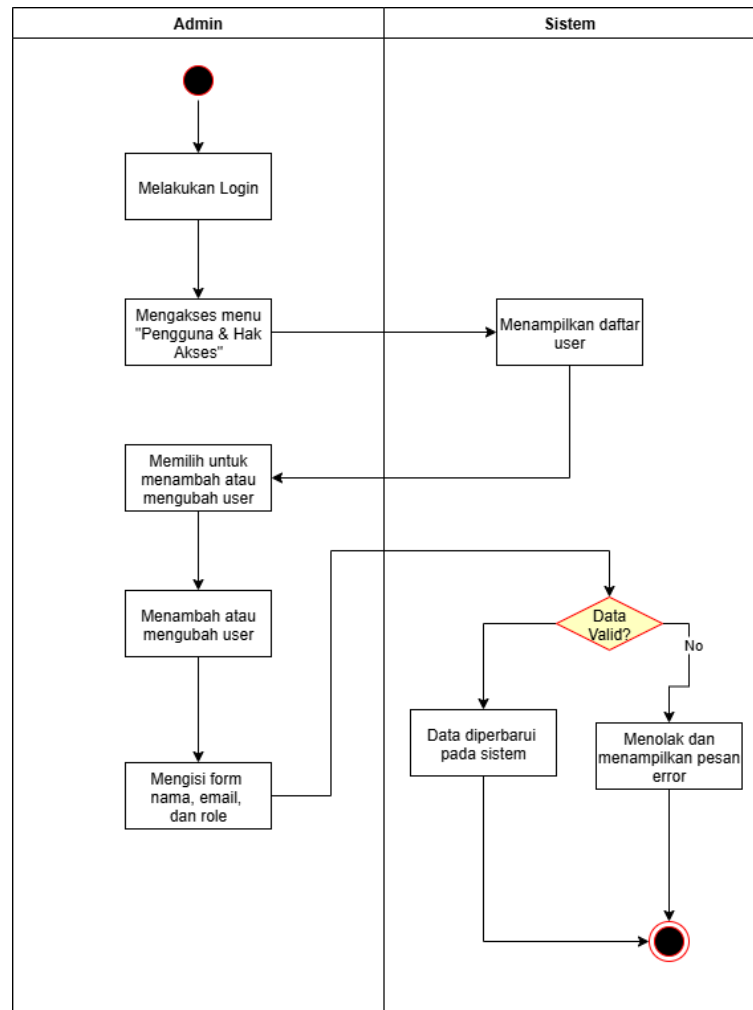 Admin
Sistem
Melakukan Login
Mengakses menu
"Pengguna & Hak
Akses"
Menampilkan daftar
user
Memilih untuk
menambah atau
mengubah user
Menambah atau
mengubah user
Data
Valid?
No
Data diperbarui
pada sistem
Menolak dan
menampilkan pesan
error
Mengisi form
nama, email,
dan role